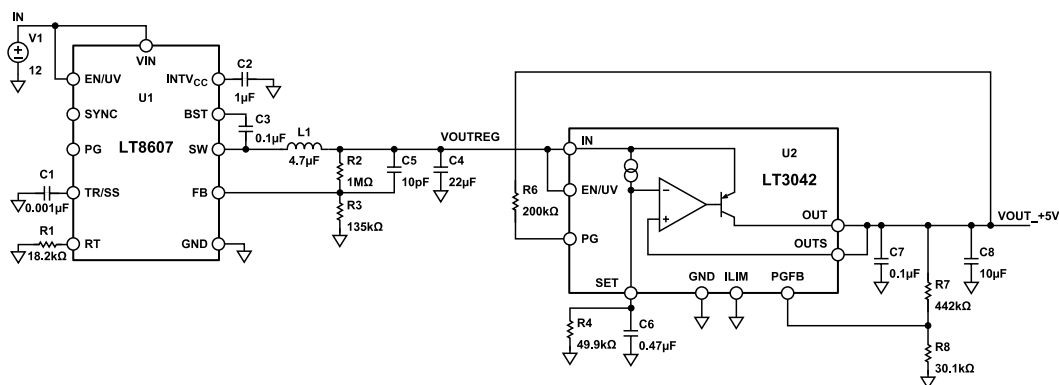 IN
V1
12
VIN
EN/UV
U1
INTVCC
C2
1µF
SYNC
BST
C3
0.1µF
LT8607
PG
SW
L1
4.7µF
R2
1MΩ
C5
10pF
VOUTREG
C4
22µF
C1
0.001µF
TR/SS
FB
R3
135kΩ
R1
18.2kΩ
RT
GND
IN
U2
LT3042
EN/UV
R6
200kΩ
PG
−
+
OUT
OUTS
VOUT_+5V
C7
0.1µF
C8
10µF
R7
442kΩ
SET
GND
ILIM
PGFB
R4
49.9kΩ
C6
0.47µF
R8
30.1kΩ